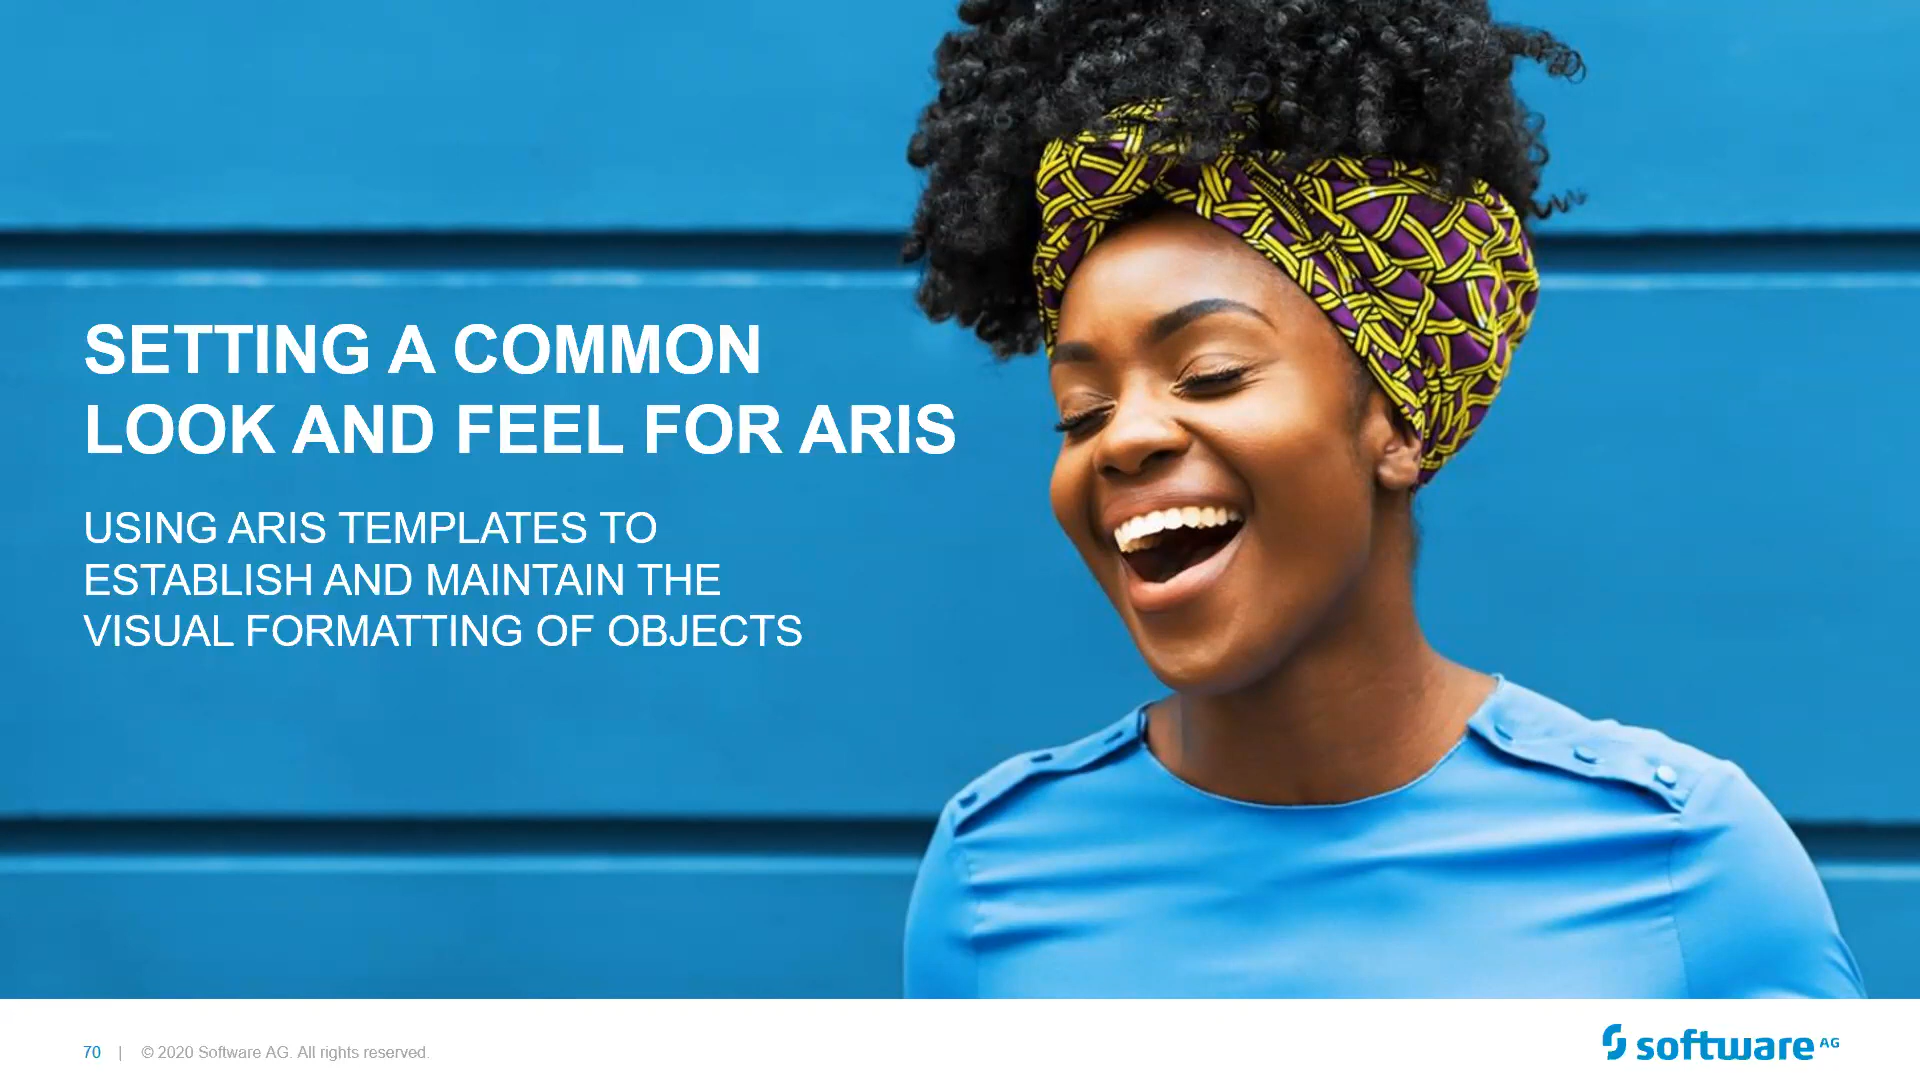 SETTING A COMMON
LOOK AND FEEL FOR ARIS
USING ARIS TEMPLATES TO
ESTABLISH AND MAINTAIN THE
VISUAL FORMATTING OF OBJECTS
70 | © 2020 Software AG. All rights reserved.
software AG